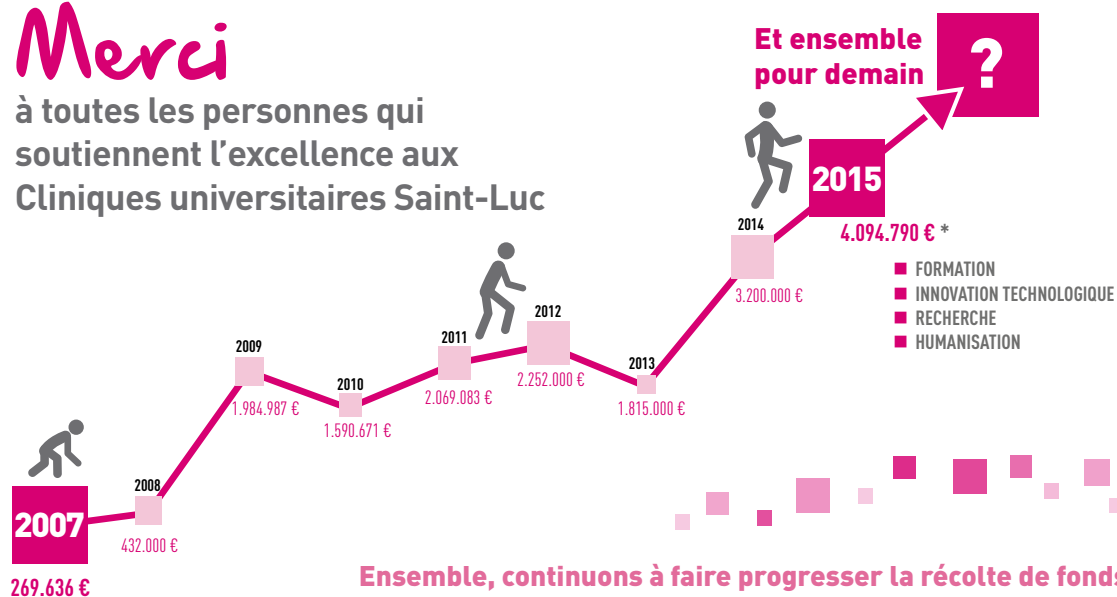 Merci
à toutes les personnes qui
soutiennent l'excellence aux
Cliniques universitaires Saint-Luc
Et ensemble
pour demain
?
2015
4.094.790 € *
FORMATION
INNOVATION TECHNOLOGIQUE
RECHERCHE
HUMANISATION
2014
3.200.000 €
2013
1.815.000 €
2012
2.252.000 €
2011
2.069.083 €
2010
1.590.671 €
2009
1.984.987 €
2008
432.000 €
2007
269.636 €
Ensemble, continuons à faire progresser la récolte de fonds